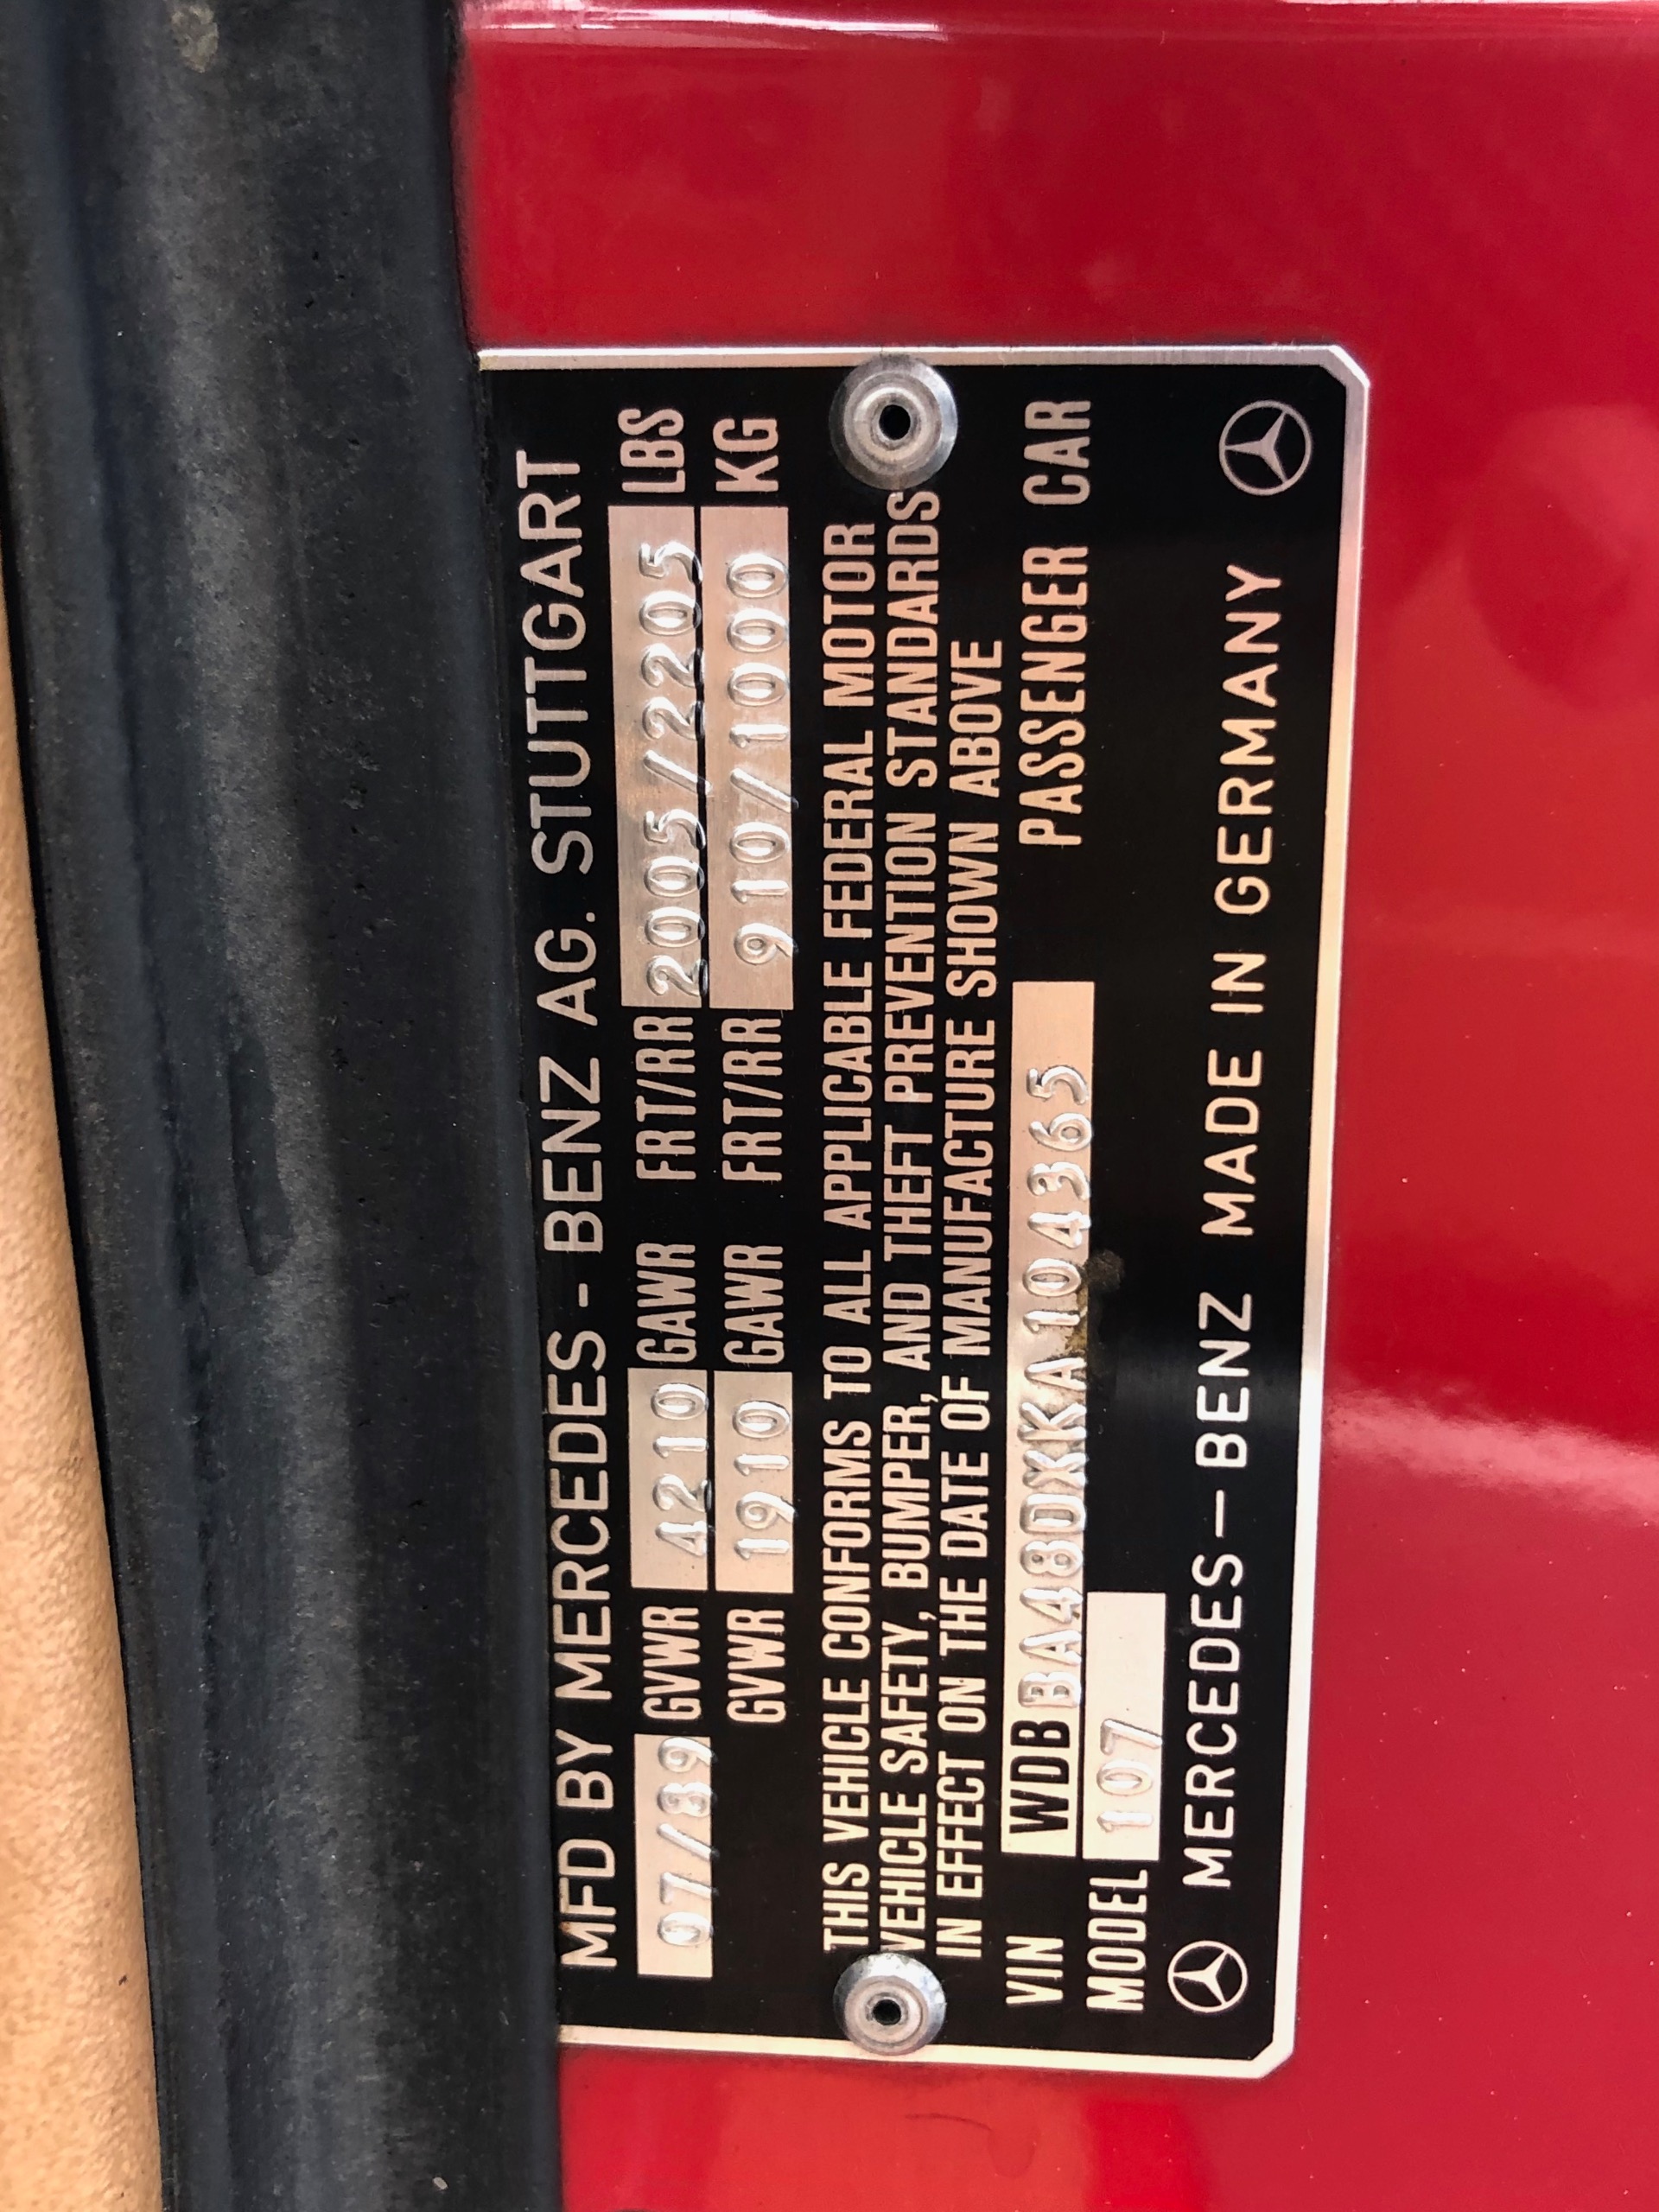 MFD BY MERCEDES - BENZ AG. STUTTGART
07/89 GVWR 4210 GAWR FRT/RR 2005/2205 LBS
GVWR 1910 GAWR FRT/RR 910/1000 KG
THIS VEHICLE CONFORMS TO ALL APPLICABLE FEDERAL MOTOR
VEHICLE SAFETY, BUMPER, AND THEFT PREVENTION STANDARDS
IN EFFECT ON THE DATE OF MANUFACTURE SHOWN ABOVE
VIN WDBBA48DXKA104365 PASSENGER CAR
MODEL 107
MERCEDES-BENZ MADE IN GERMANY